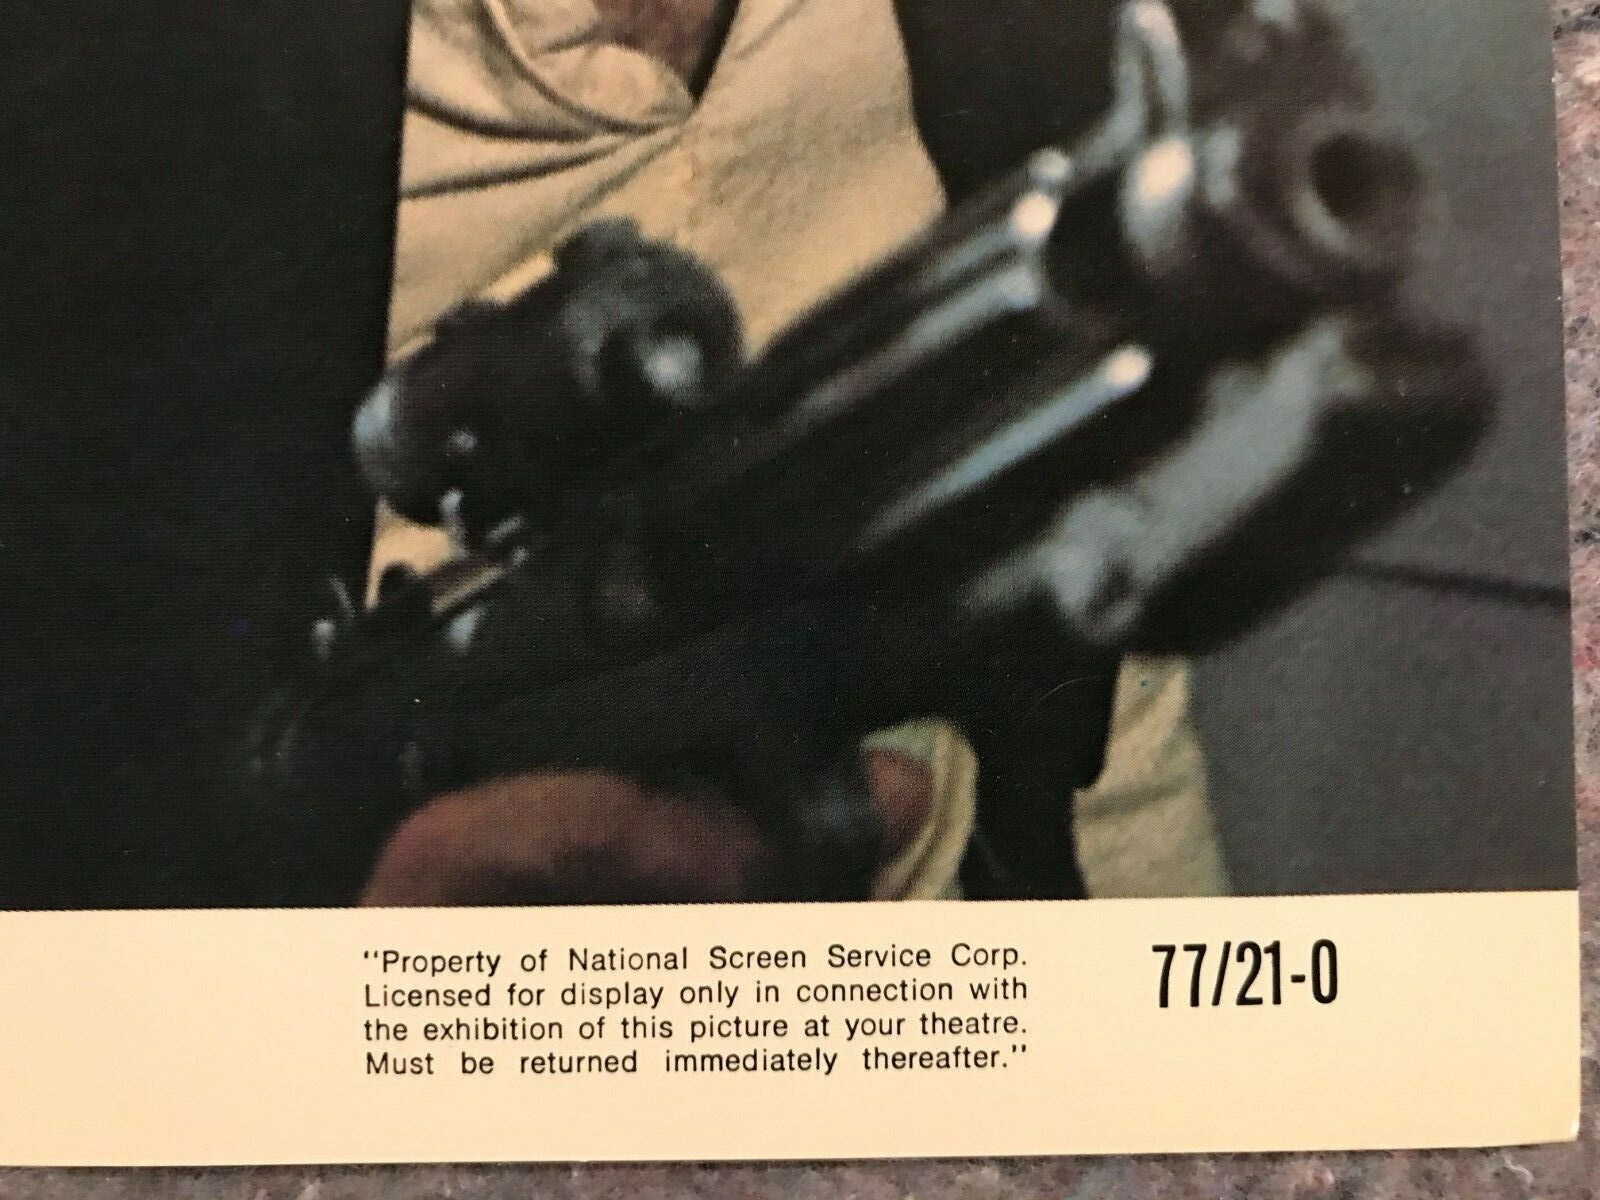 "Property of National Screen Service Corp.
Licensed for display only in connection with
the exhibition of this picture at your theatre.
Must be returned immediately thereafter."
77/21-0